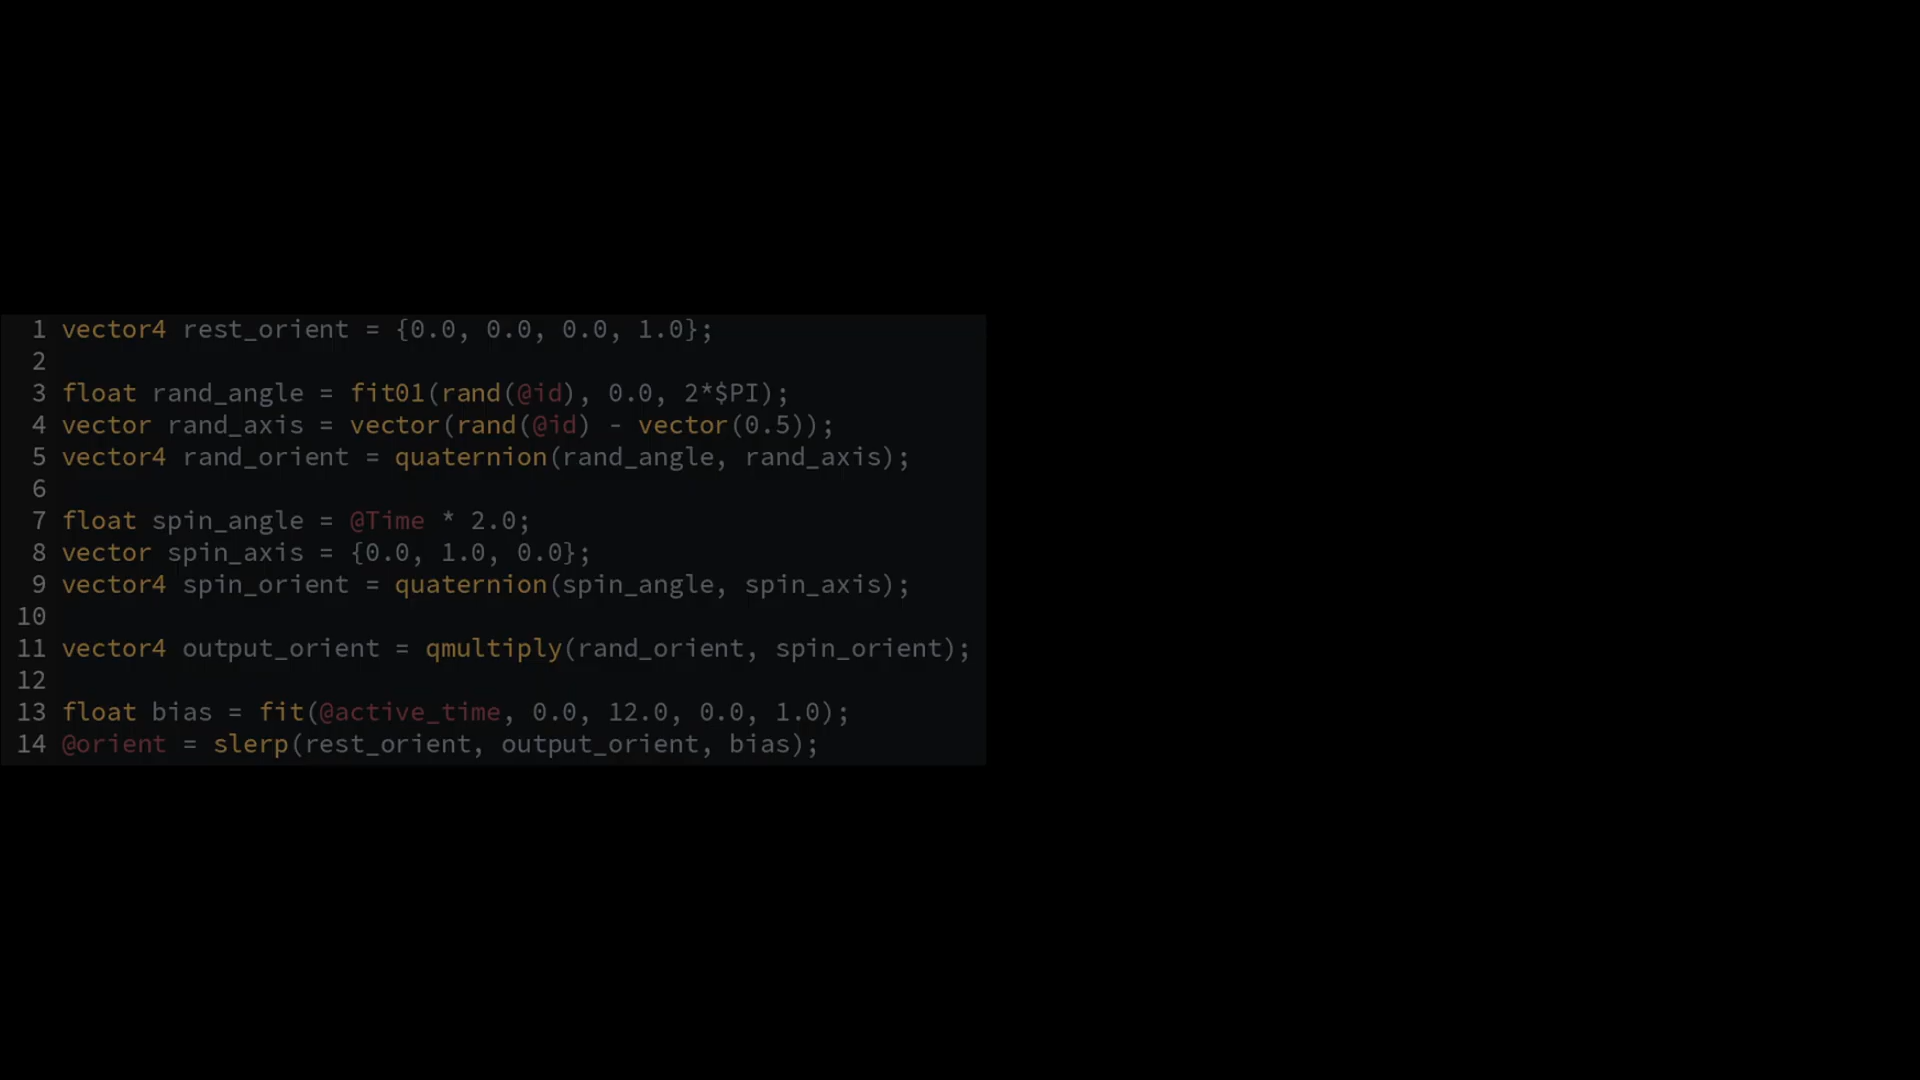 1 vector4 rest_orient = {0.0, 0.0, 0.0, 1.0};
2
3 float rand_angle = fit01(rand(@id), 0.0, 2*$PI);
4 vector rand_axis = vector(rand(@id) - vector(0.5));
5 vector4 rand_orient = quaternion(rand_angle, rand_axis);
6
7 float spin_angle = @Time * 2.0;
8 vector spin_axis = {0.0, 1.0, 0.0};
9 vector4 spin_orient = quaternion(spin_angle, spin_axis);
10
11 vector4 output_orient = qmultiply(rand_orient, spin_orient);
12
13 float bias = fit(@active_time, 0.0, 12.0, 0.0, 1.0);
14 @orient = slerp(rest_orient, output_orient, bias);